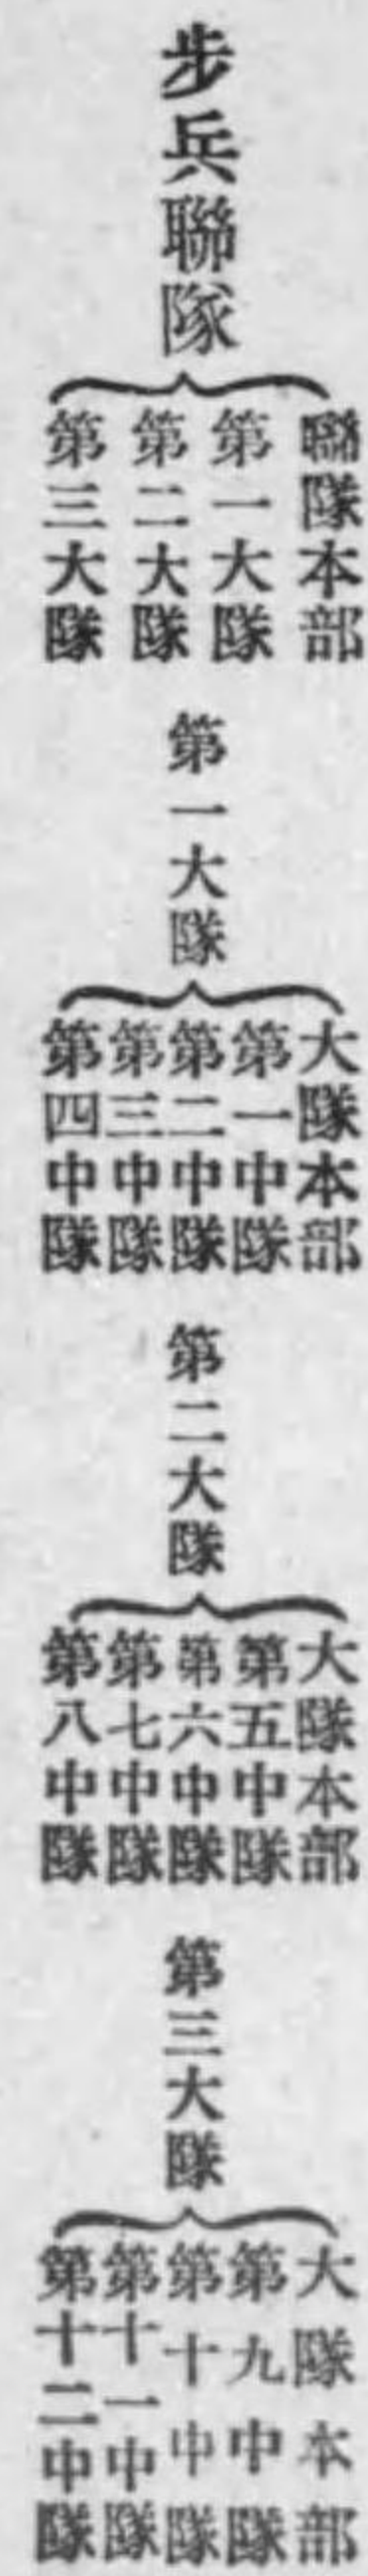 步兵聯隊
聯隊本部
第一大隊
第二大隊
第三大隊
第一大隊
大隊本部
第一中隊
第二中隊
第三中隊
第四中隊
第二大隊
大隊本部
第五中隊
第六中隊
第七中隊
第八中隊
第三大隊
大隊本部
第九中隊
第十中隊
第十一中隊
第十二中隊